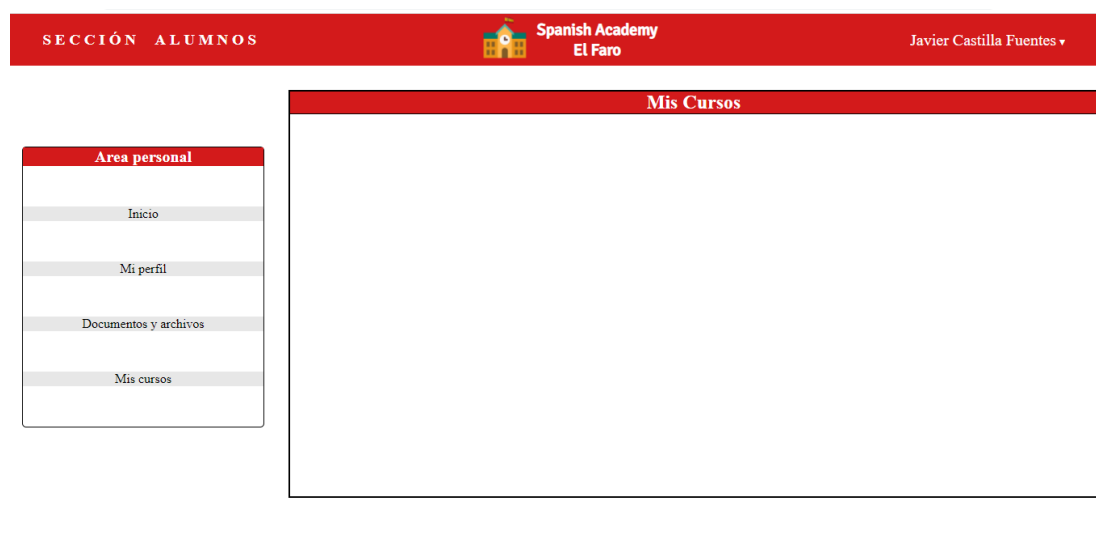 SECCIÓN ALUMNOS
Spanish Academy
El Faro
Javier Castilla Fuentes ▾
Mis Cursos
Area personal
Inicio
Mi perfil
Documentos y archivos
Mis cursos